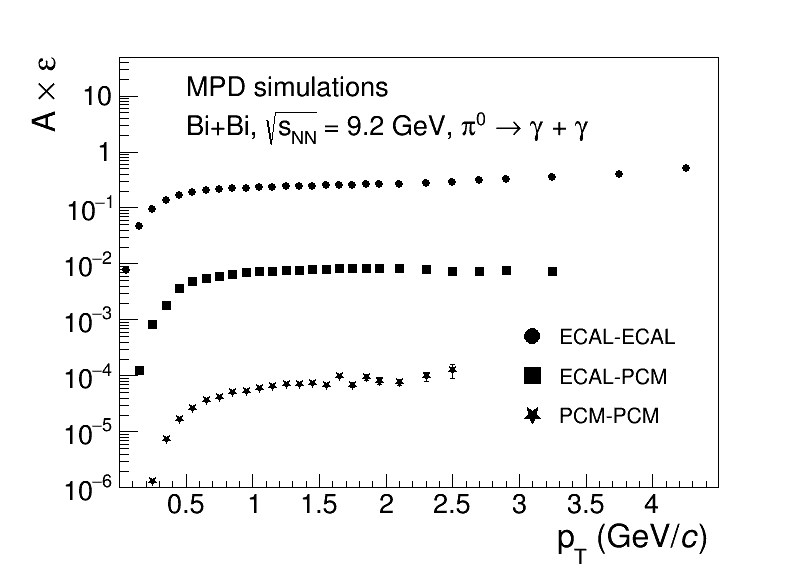 A × ε
MPD simulations
Bi+Bi, √s_NN = 9.2 GeV, π⁰ → γ + γ
10
1
10⁻¹
10⁻²
10⁻³
10⁻⁴
10⁻⁵
10⁻⁶
ECAL-ECAL
ECAL-PCM
PCM-PCM
0.5 1 1.5 2 2.5 3 3.5 4
p_T (GeV/c)